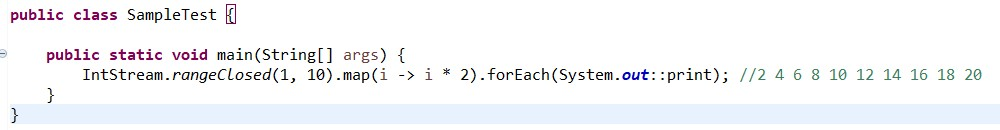 public class SampleTest {
public static void main(String[] args) {
IntStream.rangeClosed(1, 10).map(i -> i * 2).forEach(System.out::print); //2 4 6 8 10 12 14 16 18 20
}
}